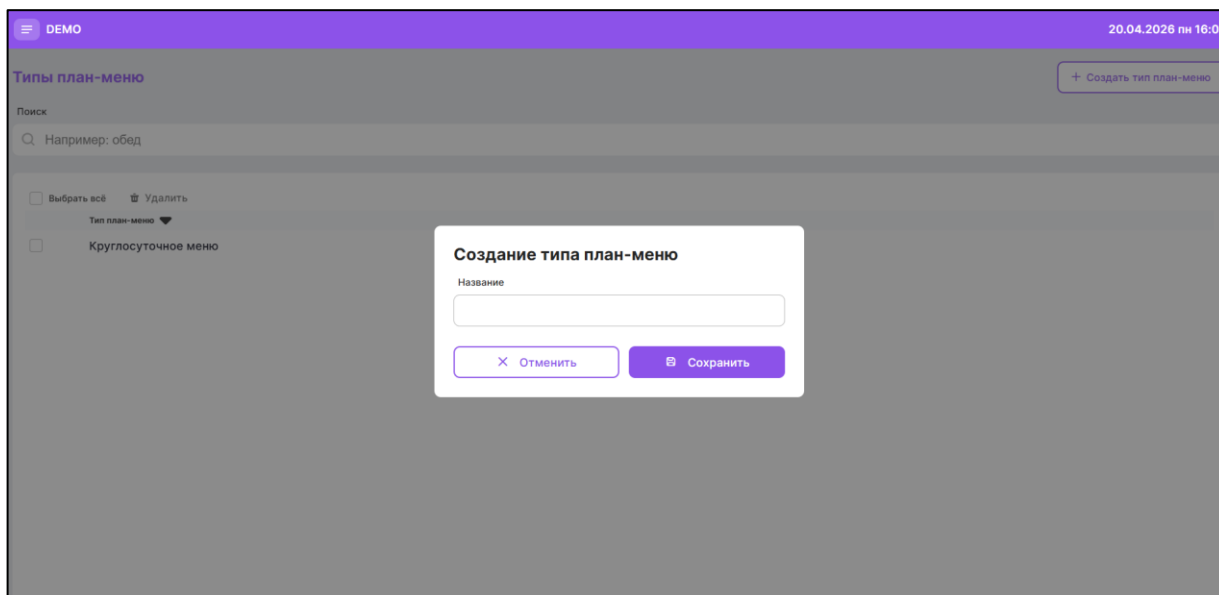 DEMO 20.04.2026 пн 16:0
Типы план-меню + Создать тип план-меню
Поиск
Например: обед
Выбрать всё Удалить
Тип план-меню
Круглосуточное меню
Создание типа план-меню
Название
Отменить Сохранить